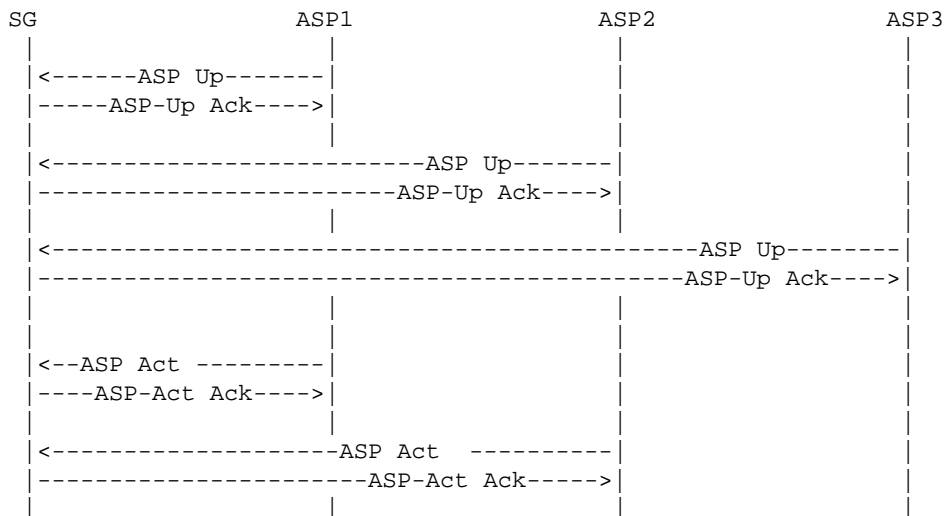 SG ASP1 ASP2 ASP3
| | | |
|<------ASP Up-------| | |
|-----ASP-Up Ack---->| | |
| | | |
|<--------------------------ASP Up-------| |
|-------------------------ASP-Up Ack---->| |
| | | |
|<----------------------------------------------ASP Up--------|
|---------------------------------------------ASP-Up Ack---->|
| | | |
| | | |
|<--ASP Act ---------| | |
|----ASP-Act Ack---->| | |
| | | |
|<--------------------ASP Act ----------| |
|-----------------------ASP-Act Ack----->| |
| | | |